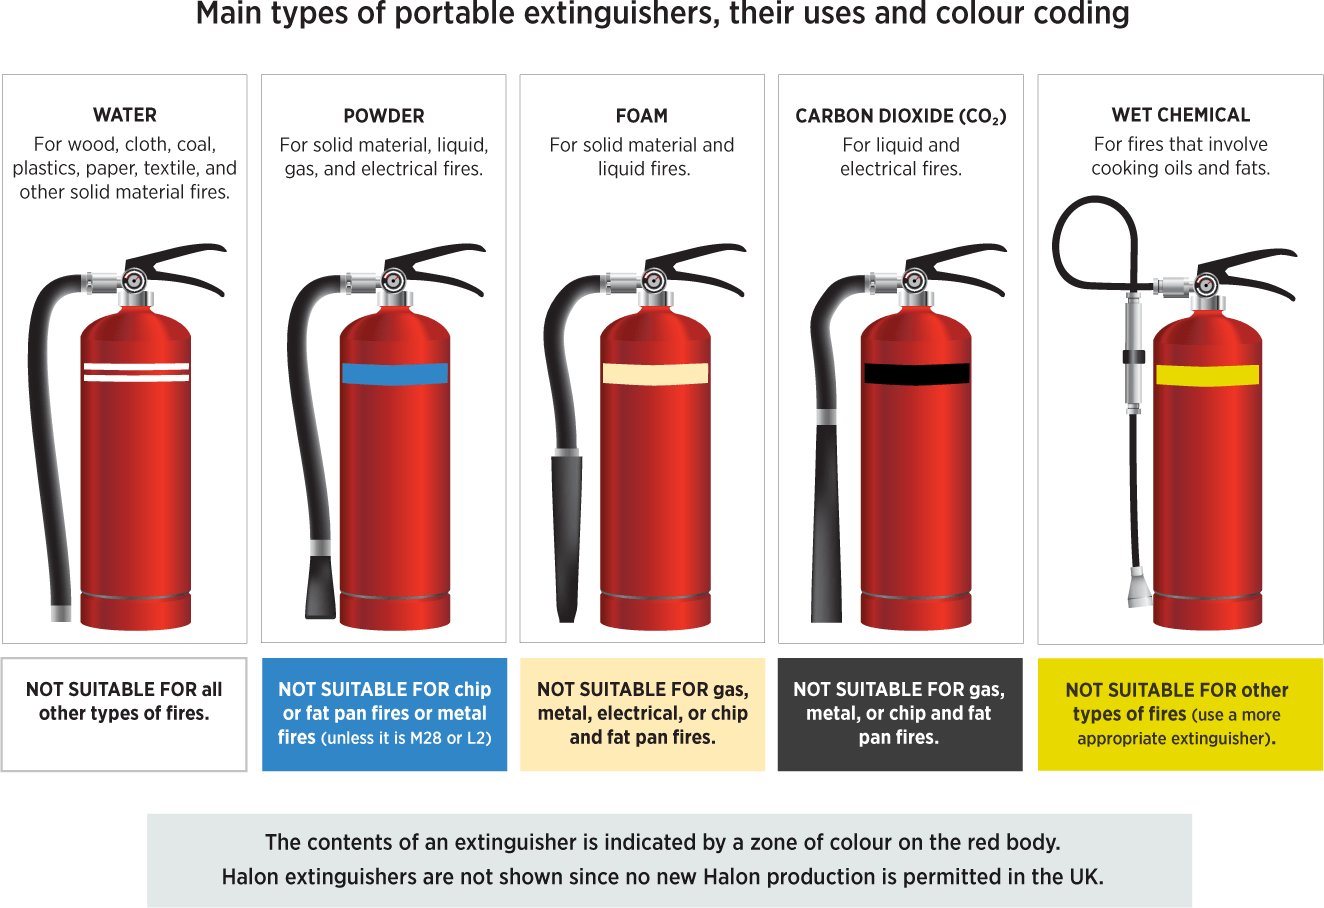 Main types of portable extinguishers, their uses and colour coding
WATER
For wood, cloth, coal,
plastics, paper, textile, and
other solid material fires.
POWDER
For solid material, liquid,
gas, and electrical fires.
FOAM
For solid material and
liquid fires.
CARBON DIOXIDE (CO₂)
For liquid and
electrical fires.
WET CHEMICAL
For fires that involve
cooking oils and fats.
NOT SUITABLE FOR all
other types of fires.
NOT SUITABLE FOR chip
or fat pan fires or metal
fires (unless it is M28 or L2)
NOT SUITABLE FOR gas,
metal, electrical, or chip
and fat pan fires.
NOT SUITABLE FOR gas,
metal, or chip and fat
pan fires.
NOT SUITABLE FOR other
types of fires (use a more
appropriate extinguisher).
The contents of an extinguisher is indicated by a zone of colour on the red body.
Halon extinguishers are not shown since no new Halon production is permitted in the UK.